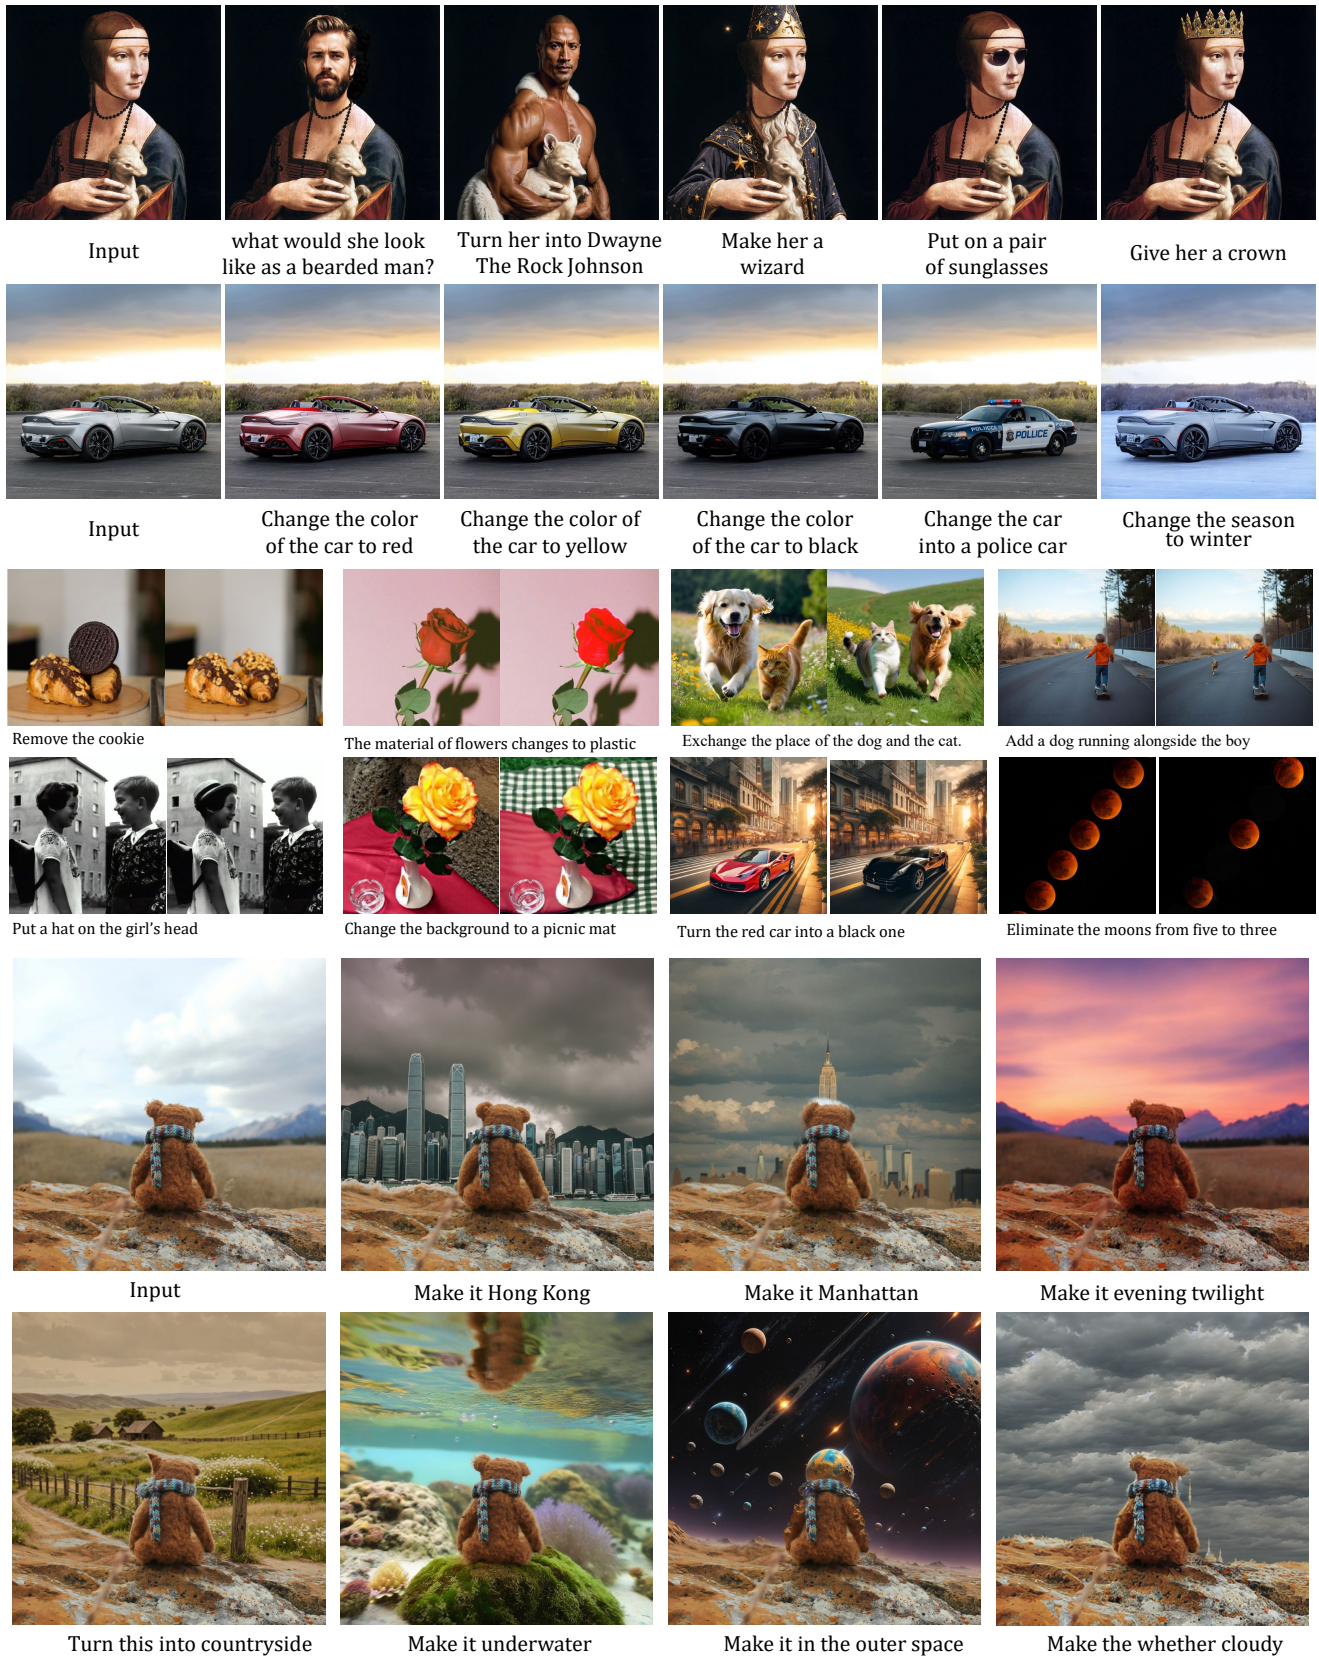 Input
what would she look
like as a bearded man?
Turn her into Dwayne
The Rock Johnson
Make her a
wizard
Put on a pair
of sunglasses
Give her a crown
POLICE
POLICE
Input
Change the color
of the car to red
Change the color of
the car to yellow
Change the color
of the car to black
Change the car
into a police car
Change the season
to winter
Remove the cookie
The material of flowers changes to plastic
Exchange the place of the dog and the cat.
Add a dog running alongside the boy
Put a hat on the girl's head
Change the background to a picnic mat
Turn the red car into a black one
Eliminate the moons from five to three
Input
Make it Hong Kong
Make it Manhattan
Make it evening twilight
Turn this into countryside
Make it underwater
Make it in the outer space
Make the whether cloudy